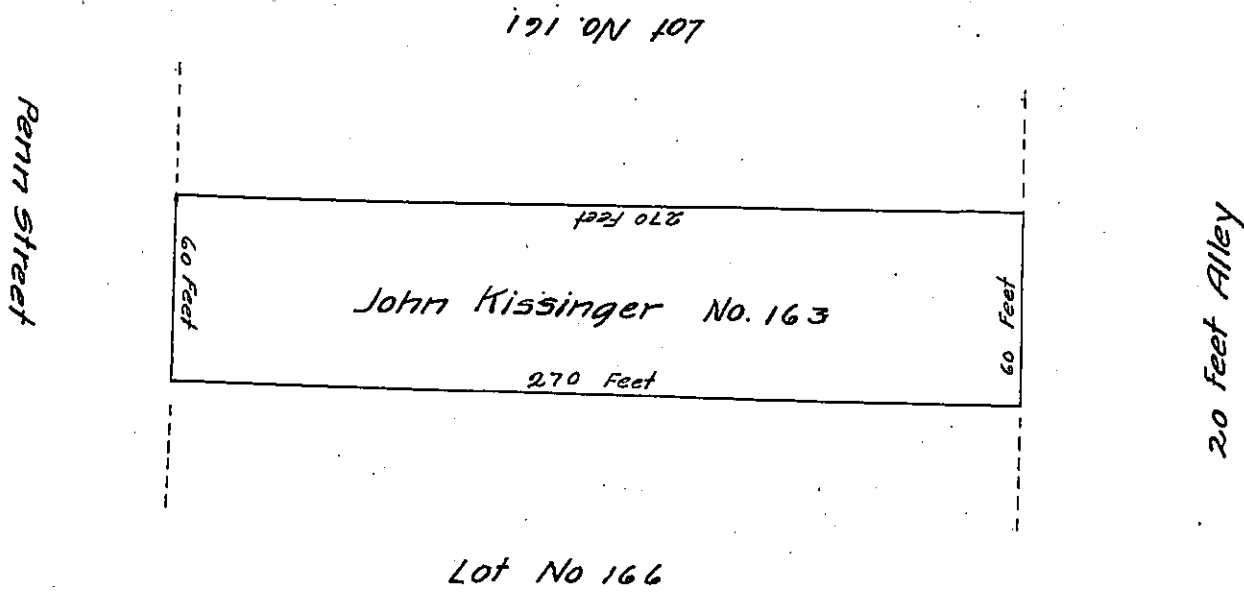 Lot No. 161
Penn Street
270 Feet
60 Feet
John Kissinger No. 163
60 Feet
270 Feet
20 Feet Alley
Lot No 166